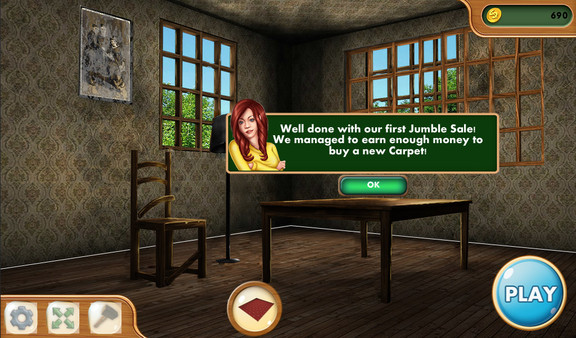 690
Well done with our first Jumble Sale!
We managed to earn enough money to
buy a new Carpet!
OK
PLAY